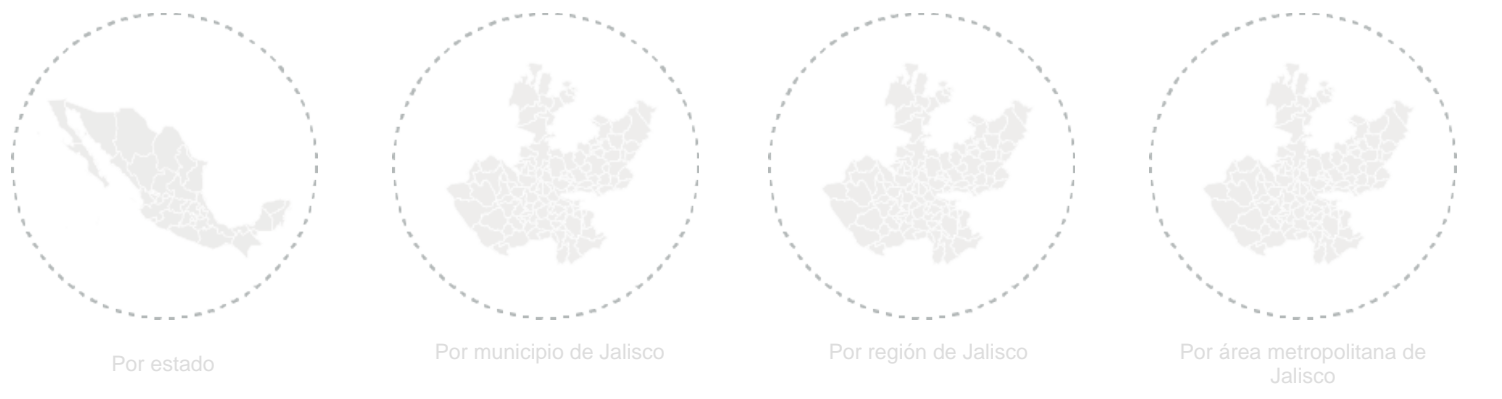 Por estado
Por municipio de Jalisco
Por región de Jalisco
Por área metropolitana de
Jalisco